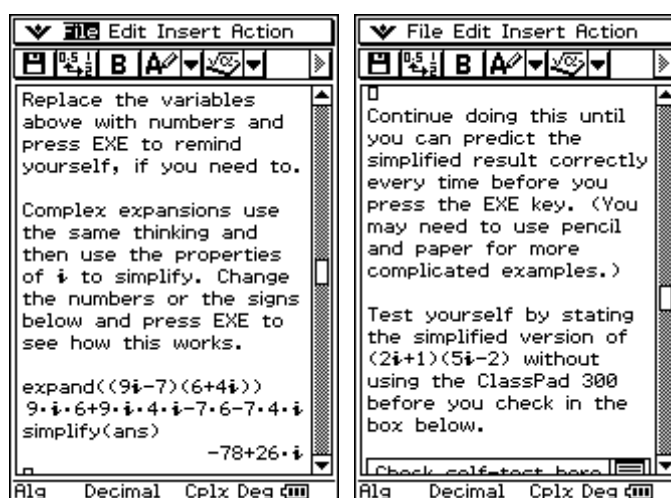 File Edit Insert Action
B
Replace the variables
above with numbers and
press EXE to remind
yourself, if you need to.
Complex expansions use
the same thinking and
then use the properties
of i to simplify. Change
the numbers or the signs
below and press EXE to
see how this works.
expand((9i-7)(6+4i))
9·i·6+9·i·4·i-7·6-7·4·i
simplify(ans)
-78+26·i
Alg Decimal Cplx Deg
File Edit Insert Action
B
Continue doing this until
you can predict the
simplified result correctly
every time before you
press the EXE key. (You
may need to use pencil
and paper for more
complicated examples.)
Test yourself by stating
the simplified version of
(2i+1)(5i-2) without
using the ClassPad 300
before you check in the
box below.
Check self-test here
Alg Decimal Cplx Deg